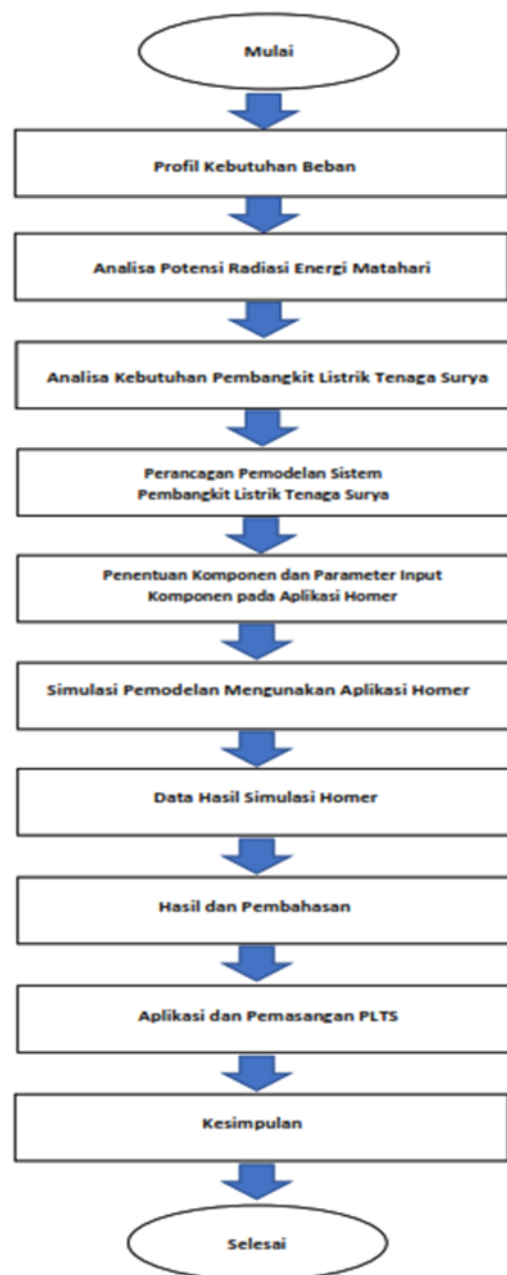 Mulai
Profil Kebutuhan Beban
Analisa Potensi Radiasi Energi Matahari
Analisa Kebutuhan Pembangkit Listrik Tenaga Surya
Perancagan Pemodelan Sistem
Pembangkit Listrik Tenaga Surya
Penentuan Komponen dan Parameter Input
Komponen pada Aplikasi Homer
Simulasi Pemodelan Mengunakan Aplikasi Homer
Data Hasil Simulasi Homer
Hasil dan Pembahasan
Aplikasi dan Pemasangan PLTS
Kesimpulan
Selesai